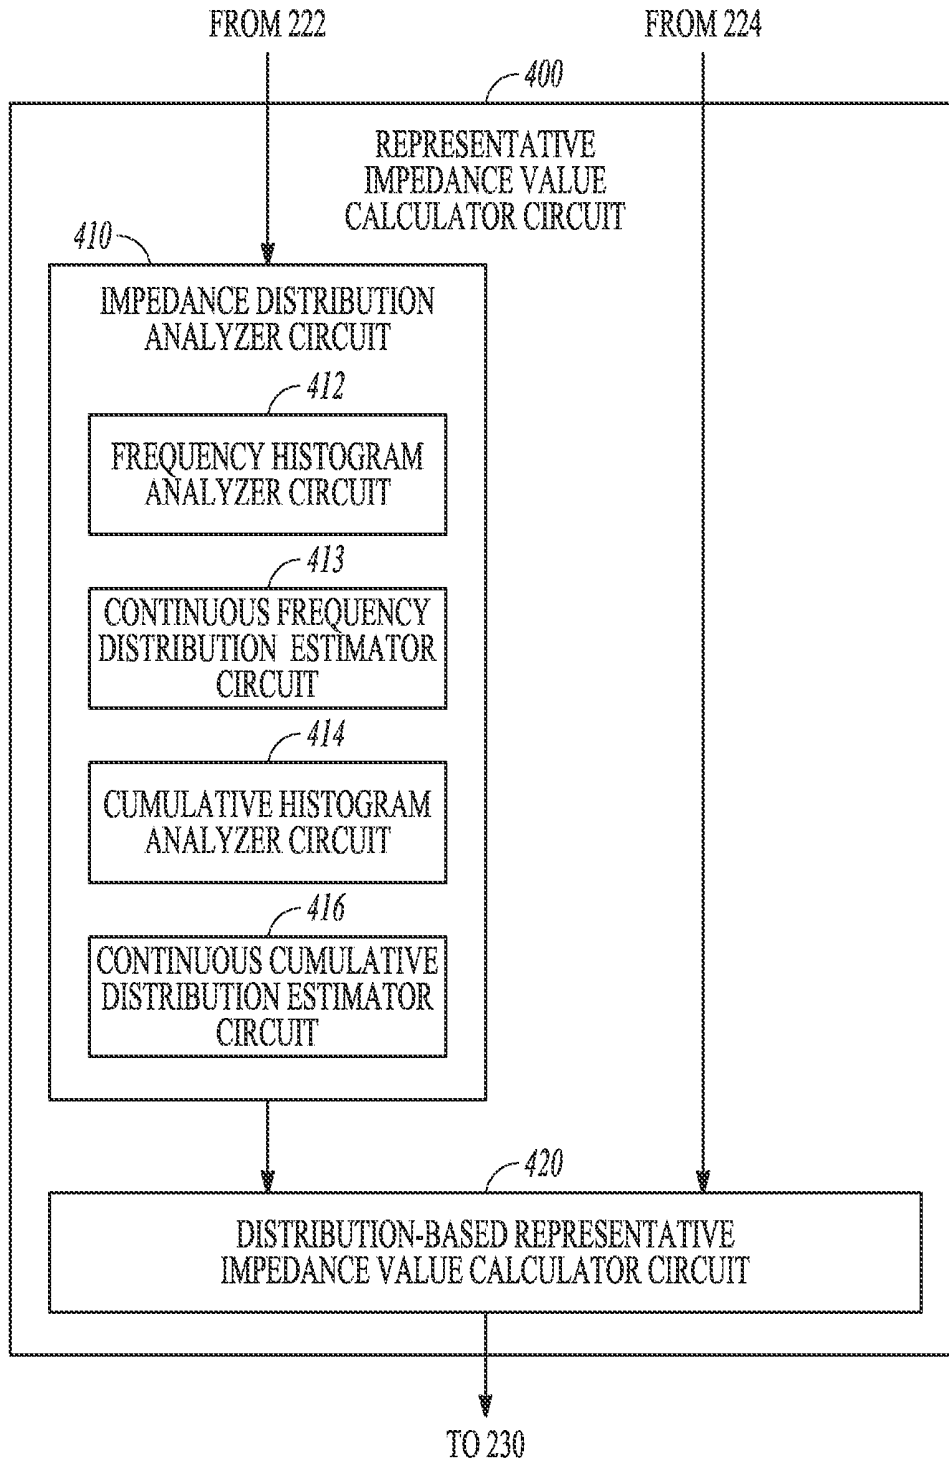 FROM 222
FROM 224
400
REPRESENTATIVE
IMPEDANCE VALUE
CALCULATOR CIRCUIT
410
IMPEDANCE DISTRIBUTION
ANALYZER CIRCUIT
412
FREQUENCY HISTOGRAM
ANALYZER CIRCUIT
413
CONTINUOUS FREQUENCY
DISTRIBUTION ESTIMATOR
CIRCUIT
414
CUMULATIVE HISTOGRAM
ANALYZER CIRCUIT
416
CONTINUOUS CUMULATIVE
DISTRIBUTION ESTIMATOR
CIRCUIT
420
DISTRIBUTION-BASED REPRESENTATIVE
IMPEDANCE VALUE CALCULATOR CIRCUIT
TO 230